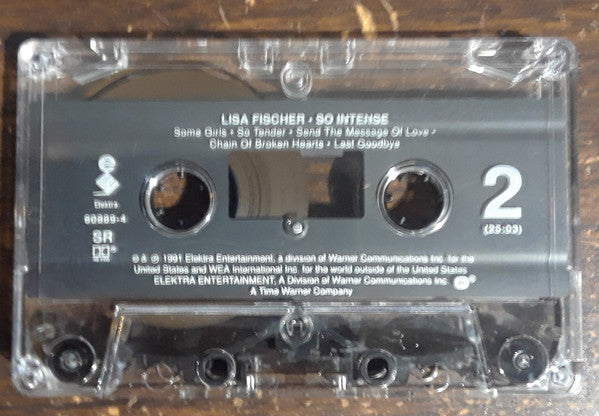 LISA FISCHER • SO INTENSE
Some Girls • So Tender • Send The Message Of Love •
Chain Of Broken Hearts • Last Goodbye
Elektra
60889-4
SR
2
(25:03)
© & ℗ 1991 Elektra Entertainment, a division of Warner Communications Inc. for the
United States and WEA International Inc. for the world outside of the United States.
ELEKTRA ENTERTAINMENT, A Division of Warner Communications Inc.
A Time Warner Company